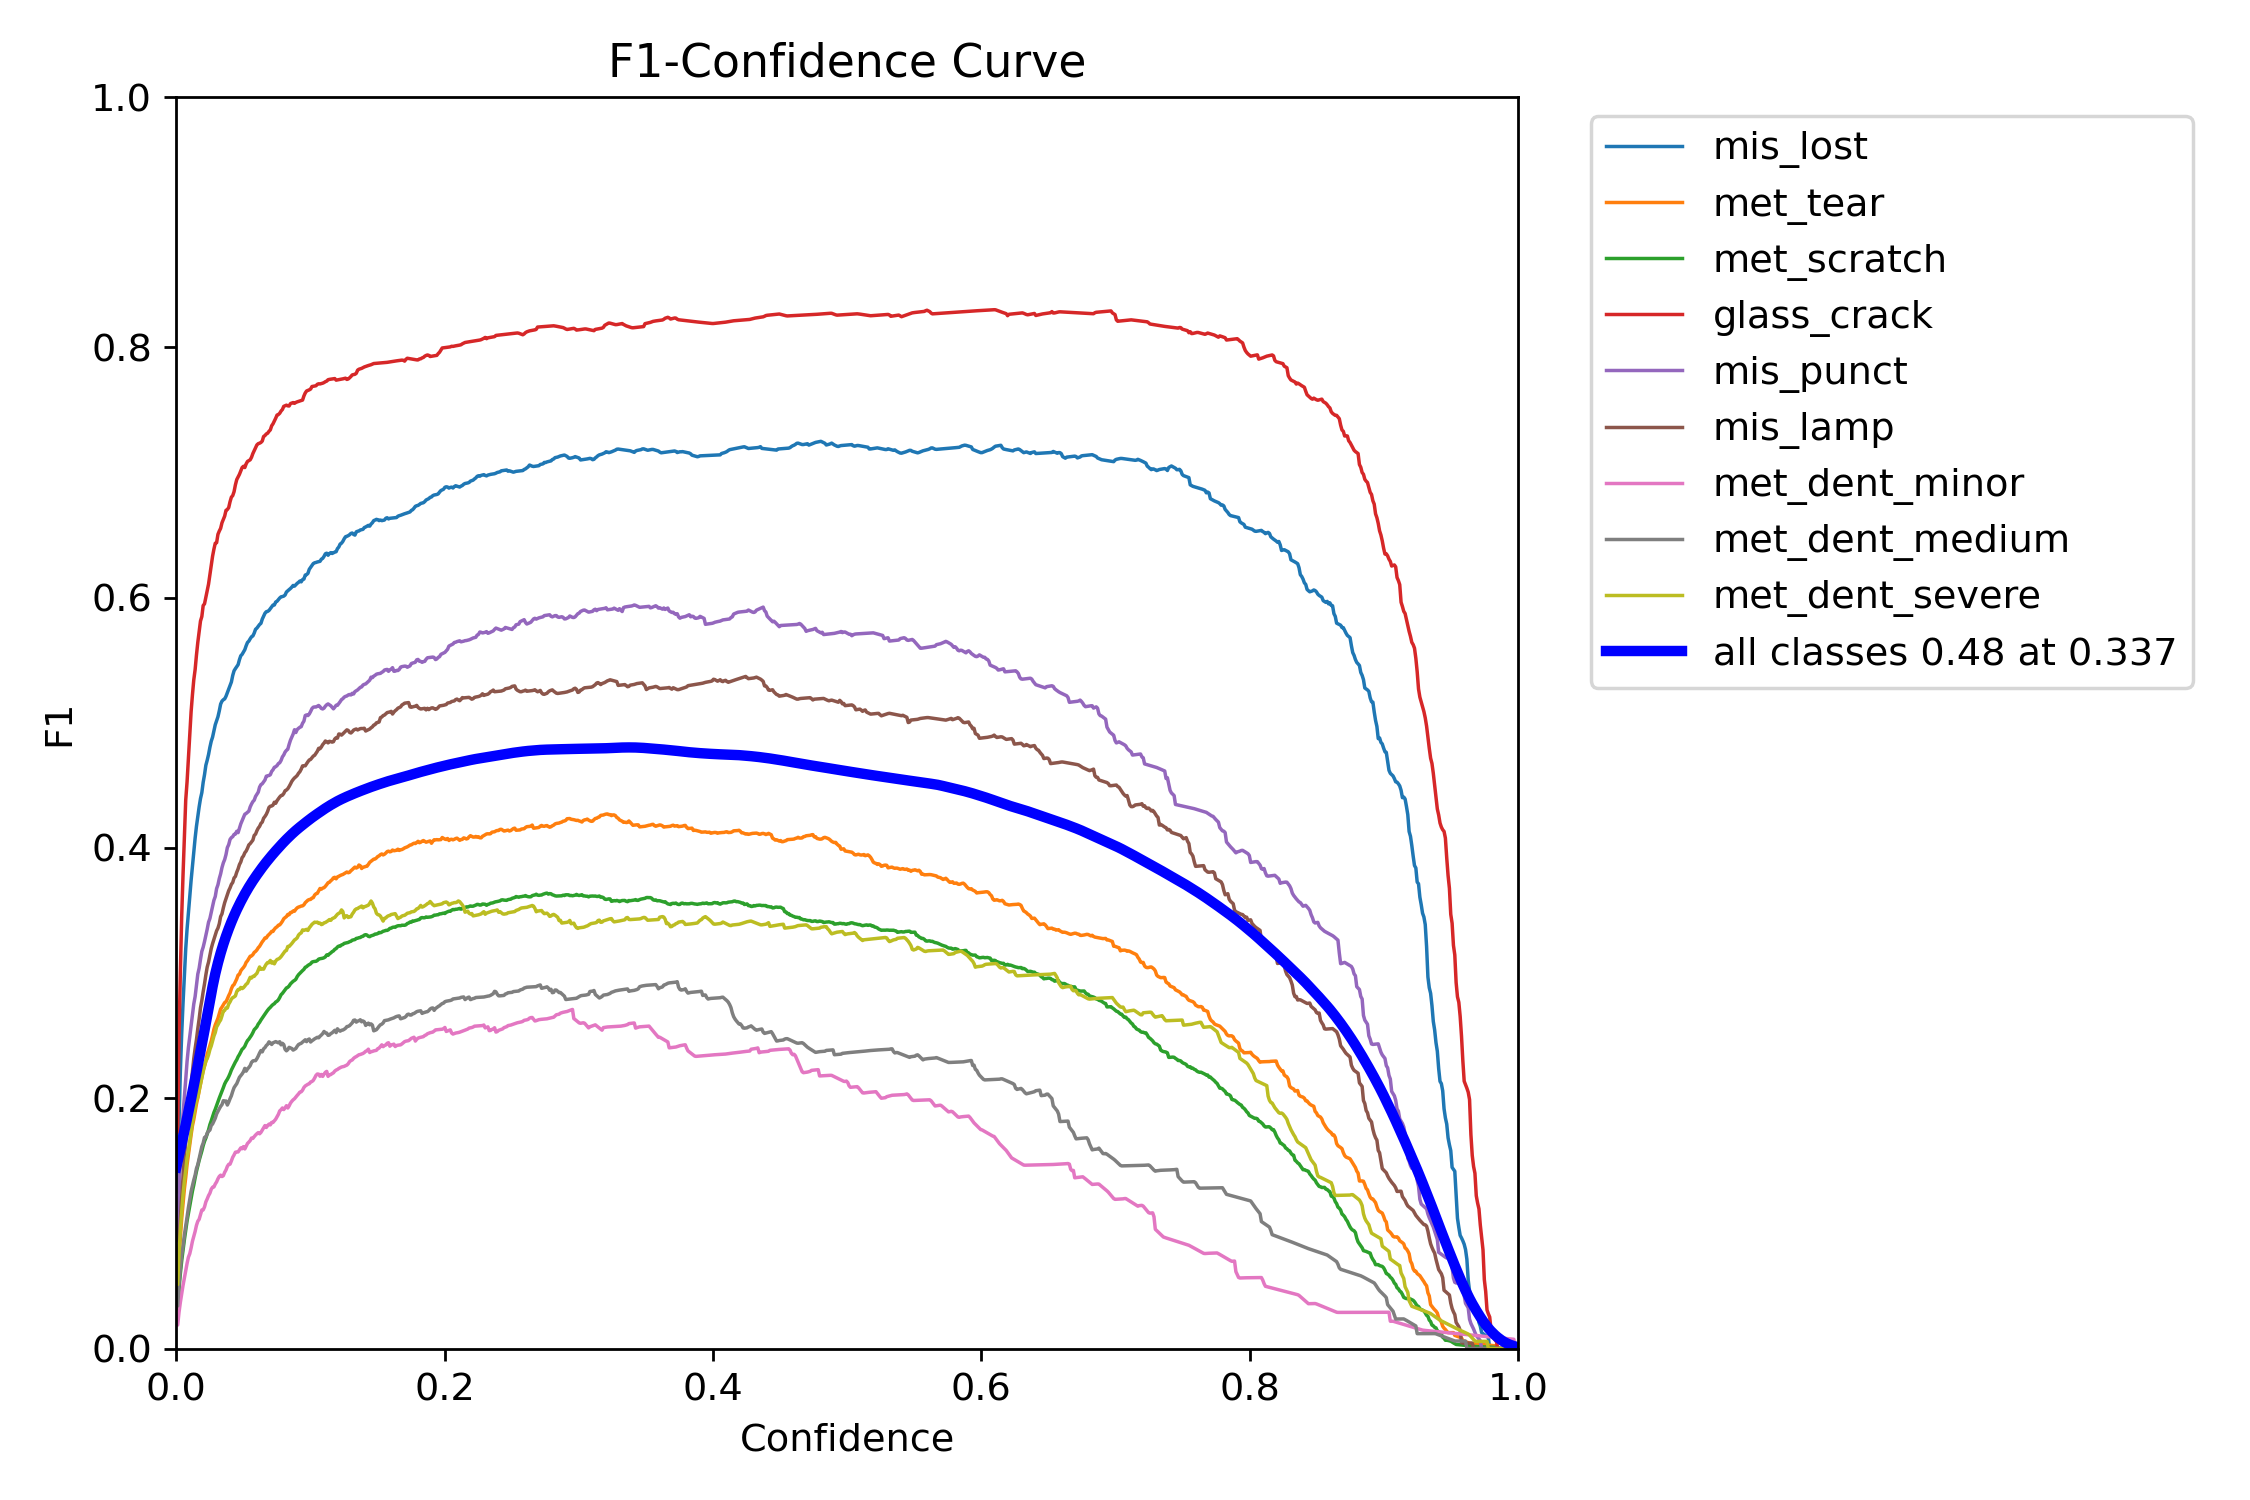 F1-Confidence Curve
1.0
0.8
0.6
0.4
0.2
0.0
F1
0.0 0.2 0.4 0.6 0.8 1.0
Confidence
mis_lost
met_tear
met_scratch
glass_crack
mis_punct
mis_lamp
met_dent_minor
met_dent_medium
met_dent_severe
all classes 0.48 at 0.337